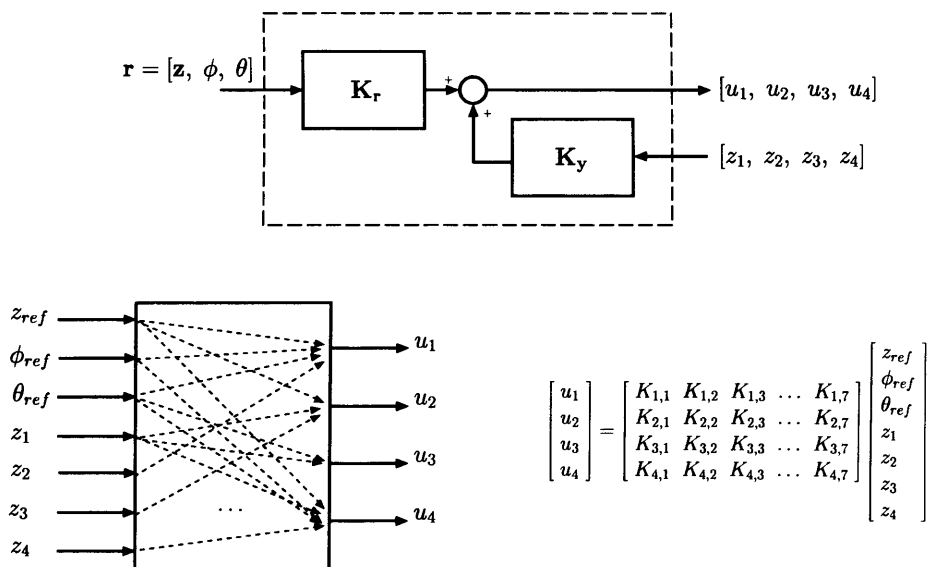 r = [z, ϕ, θ]
K_r
+
+
[u_1, u_2, u_3, u_4]
K_y
[z_1, z_2, z_3, z_4]
z_ref
ϕ_ref
θ_ref
z_1
z_2
z_3
z_4
...
u_1
u_2
u_3
u_4
[u_1] = [K_{1,1} K_{1,2} K_{1,3} ... K_{1,7}] [z_ref]
[u_2] [K_{2,1} K_{2,2} K_{2,3} ... K_{2,7}] [ϕ_ref]
[u_3] [K_{3,1} K_{3,2} K_{3,3} ... K_{3,7}] [θ_ref]
[u_4] [K_{4,1} K_{4,2} K_{4,3} ... K_{4,7}] [z_1]
[z_2]
[z_3]
[z_4]